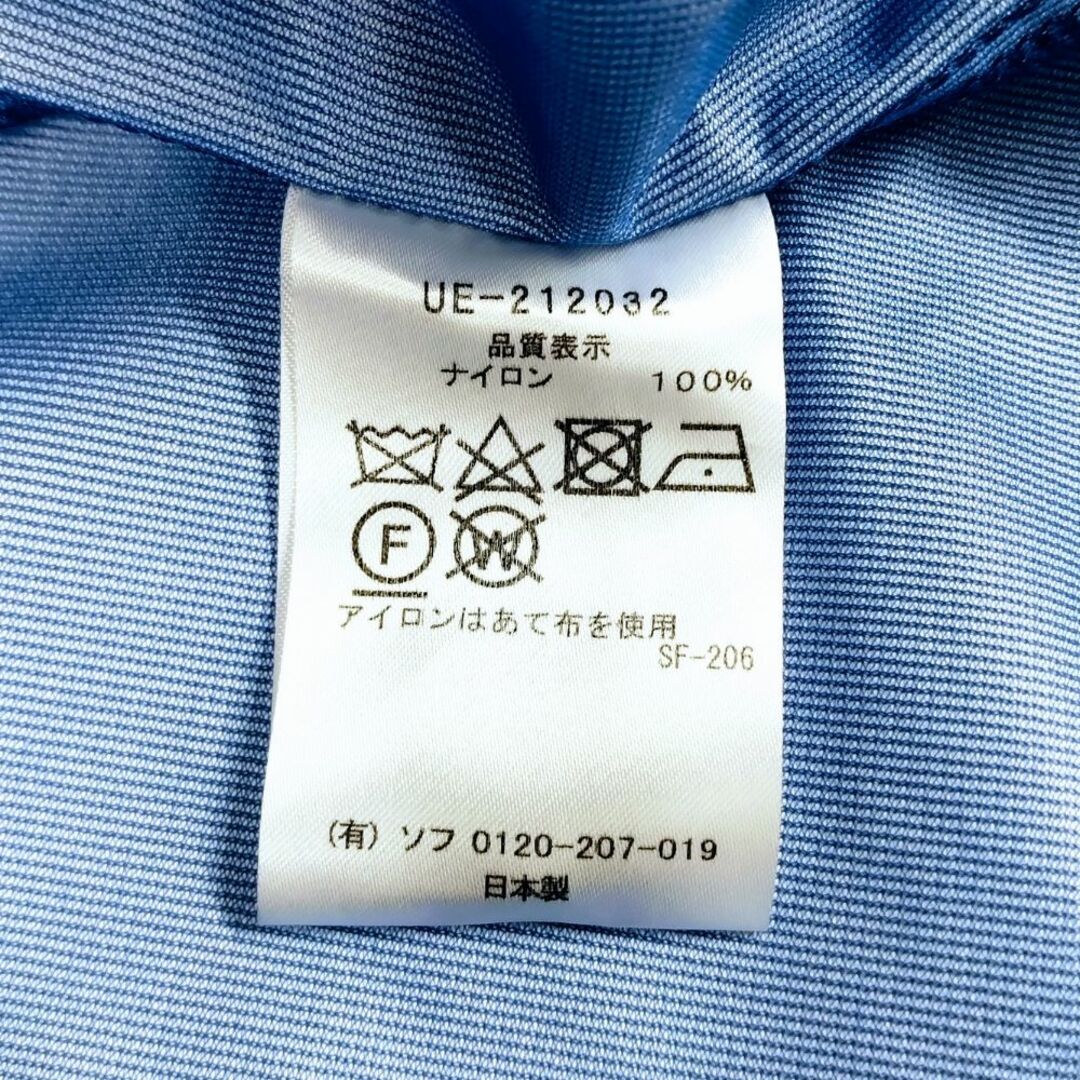 UE-212032
品質表示
ナイロン 100%
F W
アイロンはあて布を使用
SF-206
(有) ソフ 0120-207-019
日本製